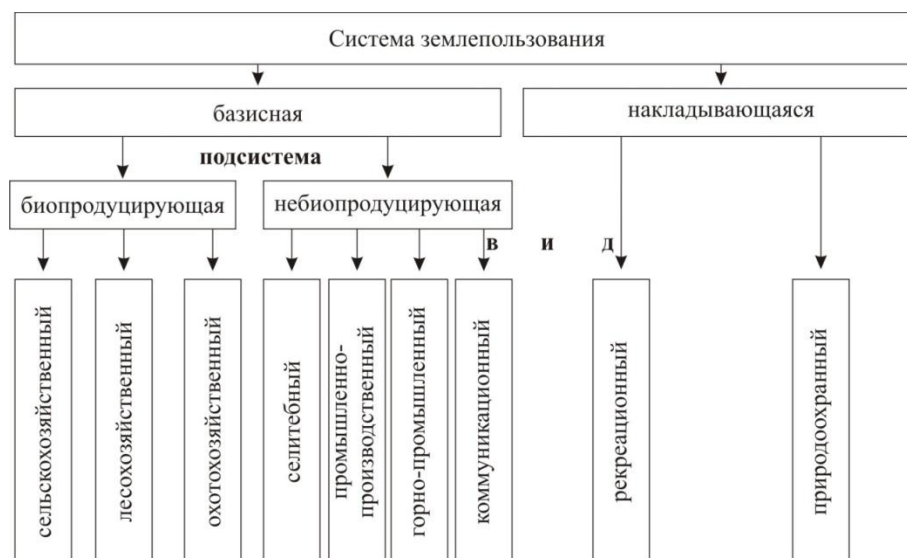 Система землепользования
базисная
накладывающаяся
подсистема
биопродуцирующая
небиопродуцирующая
в и д
сельскохозяйственный
лесохозяйственный
охотохозяйственный
селитебный
промышленно-
производственный
горно-промышленный
коммуникационный
рекреационный
природоохранный